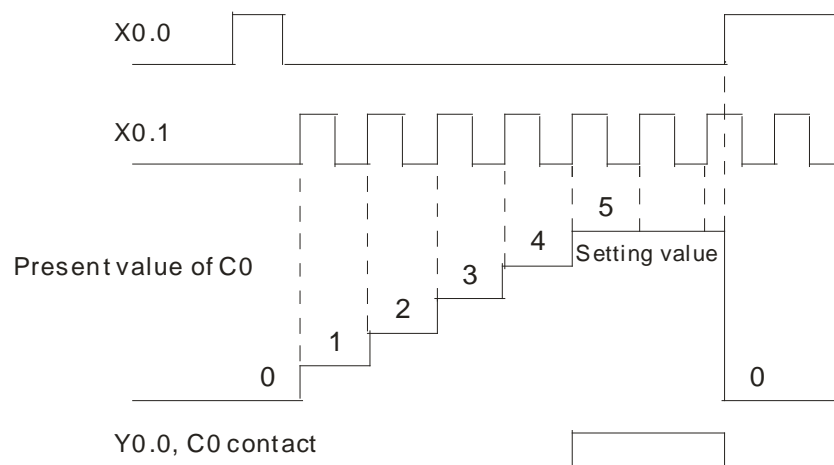 X0.0
X0.1
5
4
Setting value
Present value of C0
3
2
1
0
0
Y0.0, C0 contact